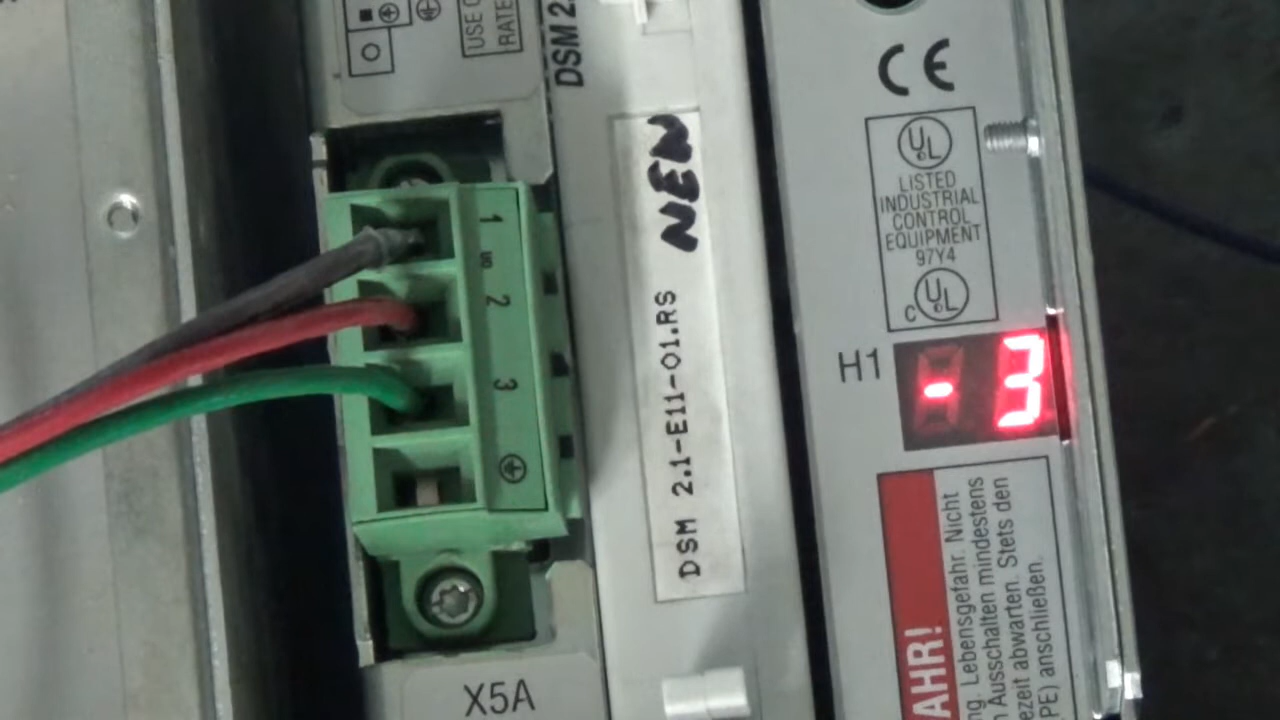 USE C
RATE
DSM 2.
1
2
3
X5A
NEW
DSM 2.1-E11-01.RS
CE
UL
LISTED
INDUSTRIAL
CONTROL
EQUIPMENT
97Y4
C UL
H1
AHR!
ng. Lebensgefahr. Nicht
n Ausschalten mindestens
ezeit abwarten. Stets den
(PE) anschließen.